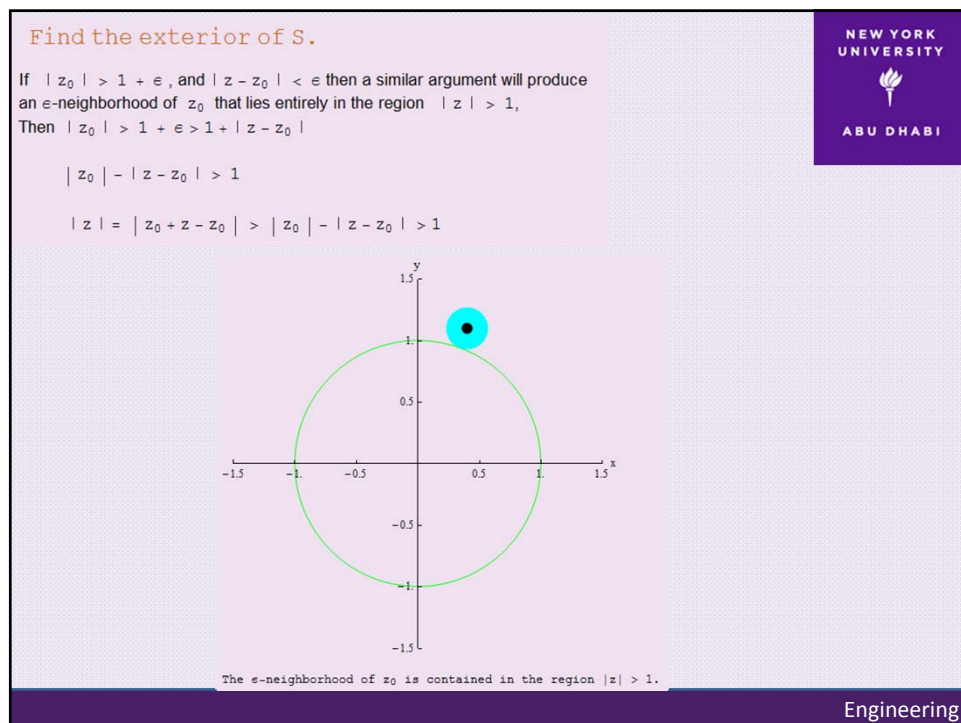 Find the exterior of S.
NEW YORK
UNIVERSITY
ABU DHABI
If | z₀ | > 1 + ϵ , and | z - z₀ | < ϵ then a similar argument will produce
an ϵ-neighborhood of z₀ that lies entirely in the region | z | > 1,
Then | z₀ | > 1 + ϵ > 1 + | z - z₀ |
| z₀ | - | z - z₀ | > 1
| z | = | z₀ + z - z₀ | > | z₀ | - | z - z₀ | > 1
y
1.5
1.
0.5
-1.5 -1. -0.5 0.5 1. 1.5 x
-0.5
-1.
-1.5
The ϵ-neighborhood of z₀ is contained in the region |z| > 1.
Engineering